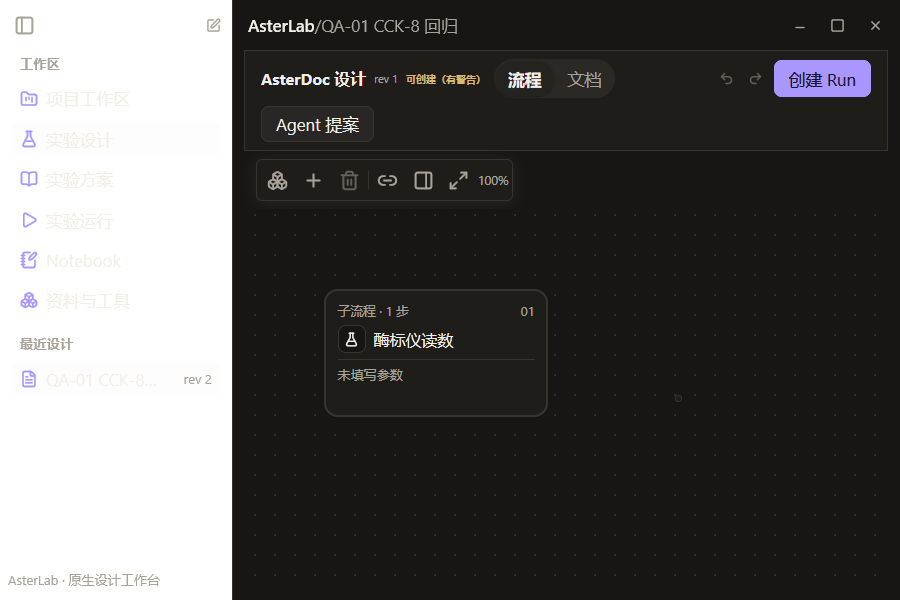 工作区
项目工作区
实验设计
实验方案
实验运行
Notebook
资料与工具
最近设计
QA-01 CCK-8... rev 2
AsterLab · 原生设计工作台
AsterLab/QA-01 CCK-8 回归
AsterDoc 设计 rev 1 可创建（有警告） 流程 文档 创建 Run
Agent 提案
100%
子流程 · 1 步 01
酶标仪读数
未填写参数